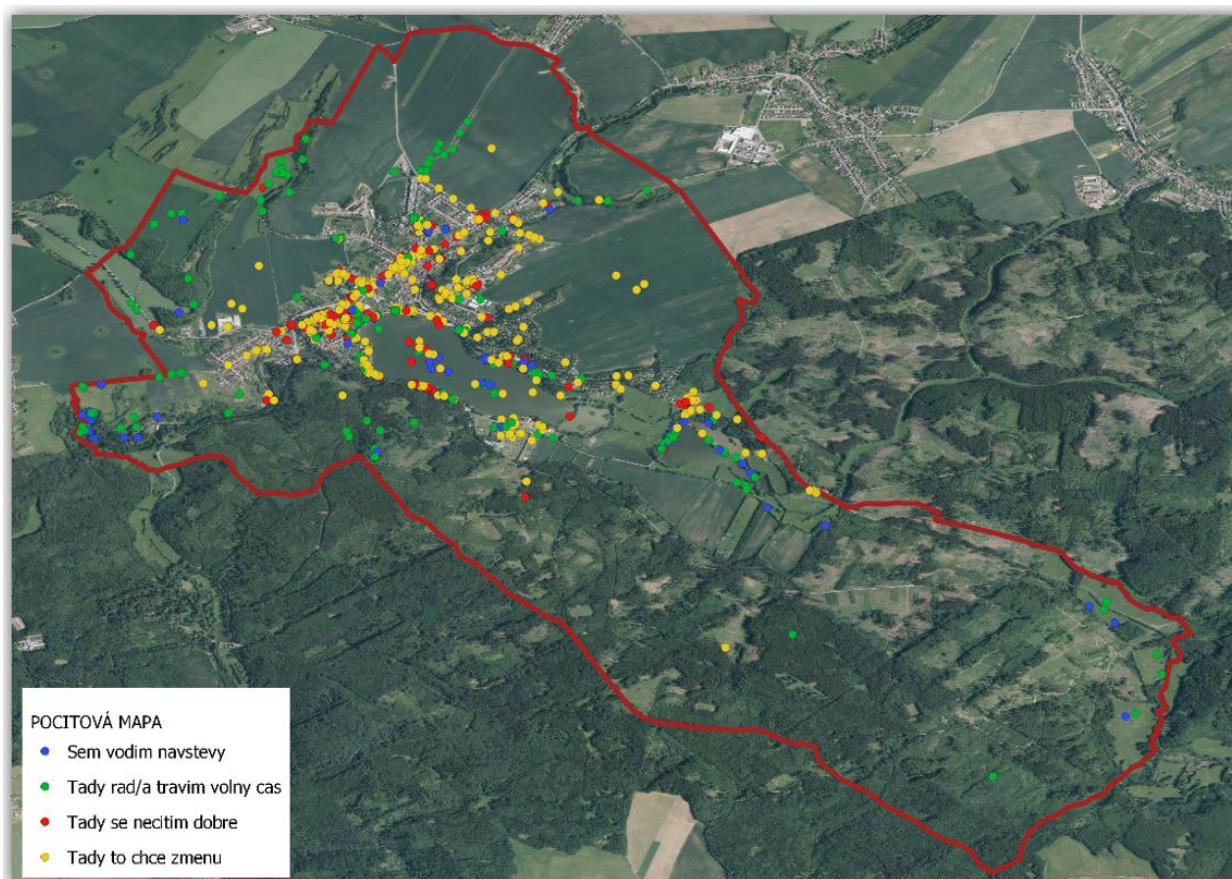 POCITOVÁ MAPA
Sem vodim navstevy
Tady rad/a travim volny cas
Tady se necitim dobre
Tady to chce zmenu